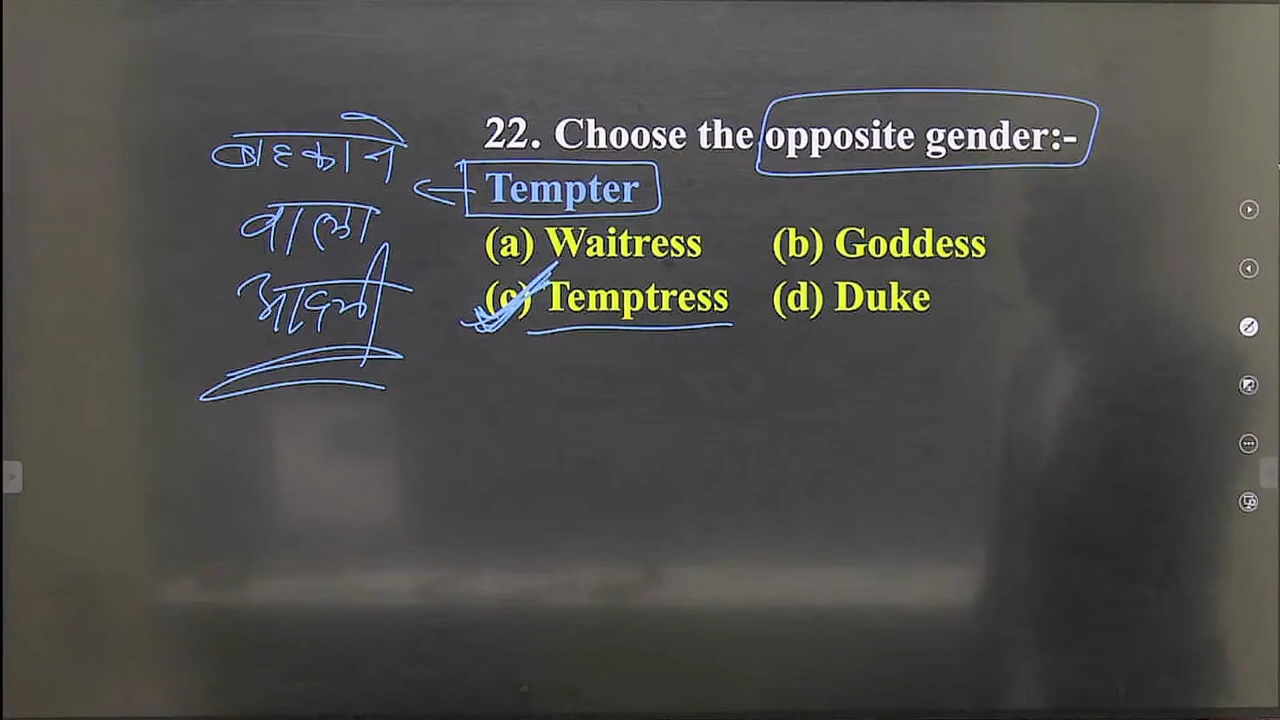 22. Choose the opposite gender:-
Tempter
(a) Waitress (b) Goddess
(c) Temptress (d) Duke
बहकाने
वाला
आदमी